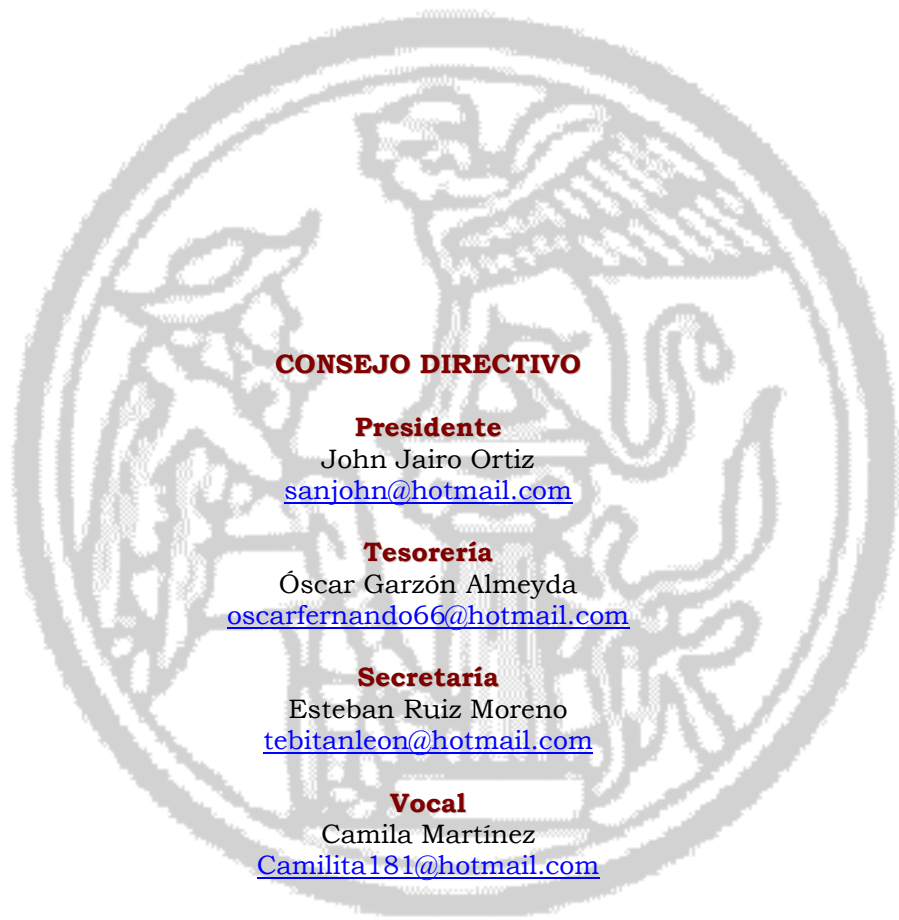 CONSEJO DIRECTIVO
Presidente
John Jairo Ortiz
sanjohn@hotmail.com
Tesorería
Óscar Garzón Almeyda
oscarfernando66@hotmail.com
Secretaría
Esteban Ruiz Moreno
tebitanleon@hotmail.com
Vocal
Camila Martínez
Camilita181@hotmail.com